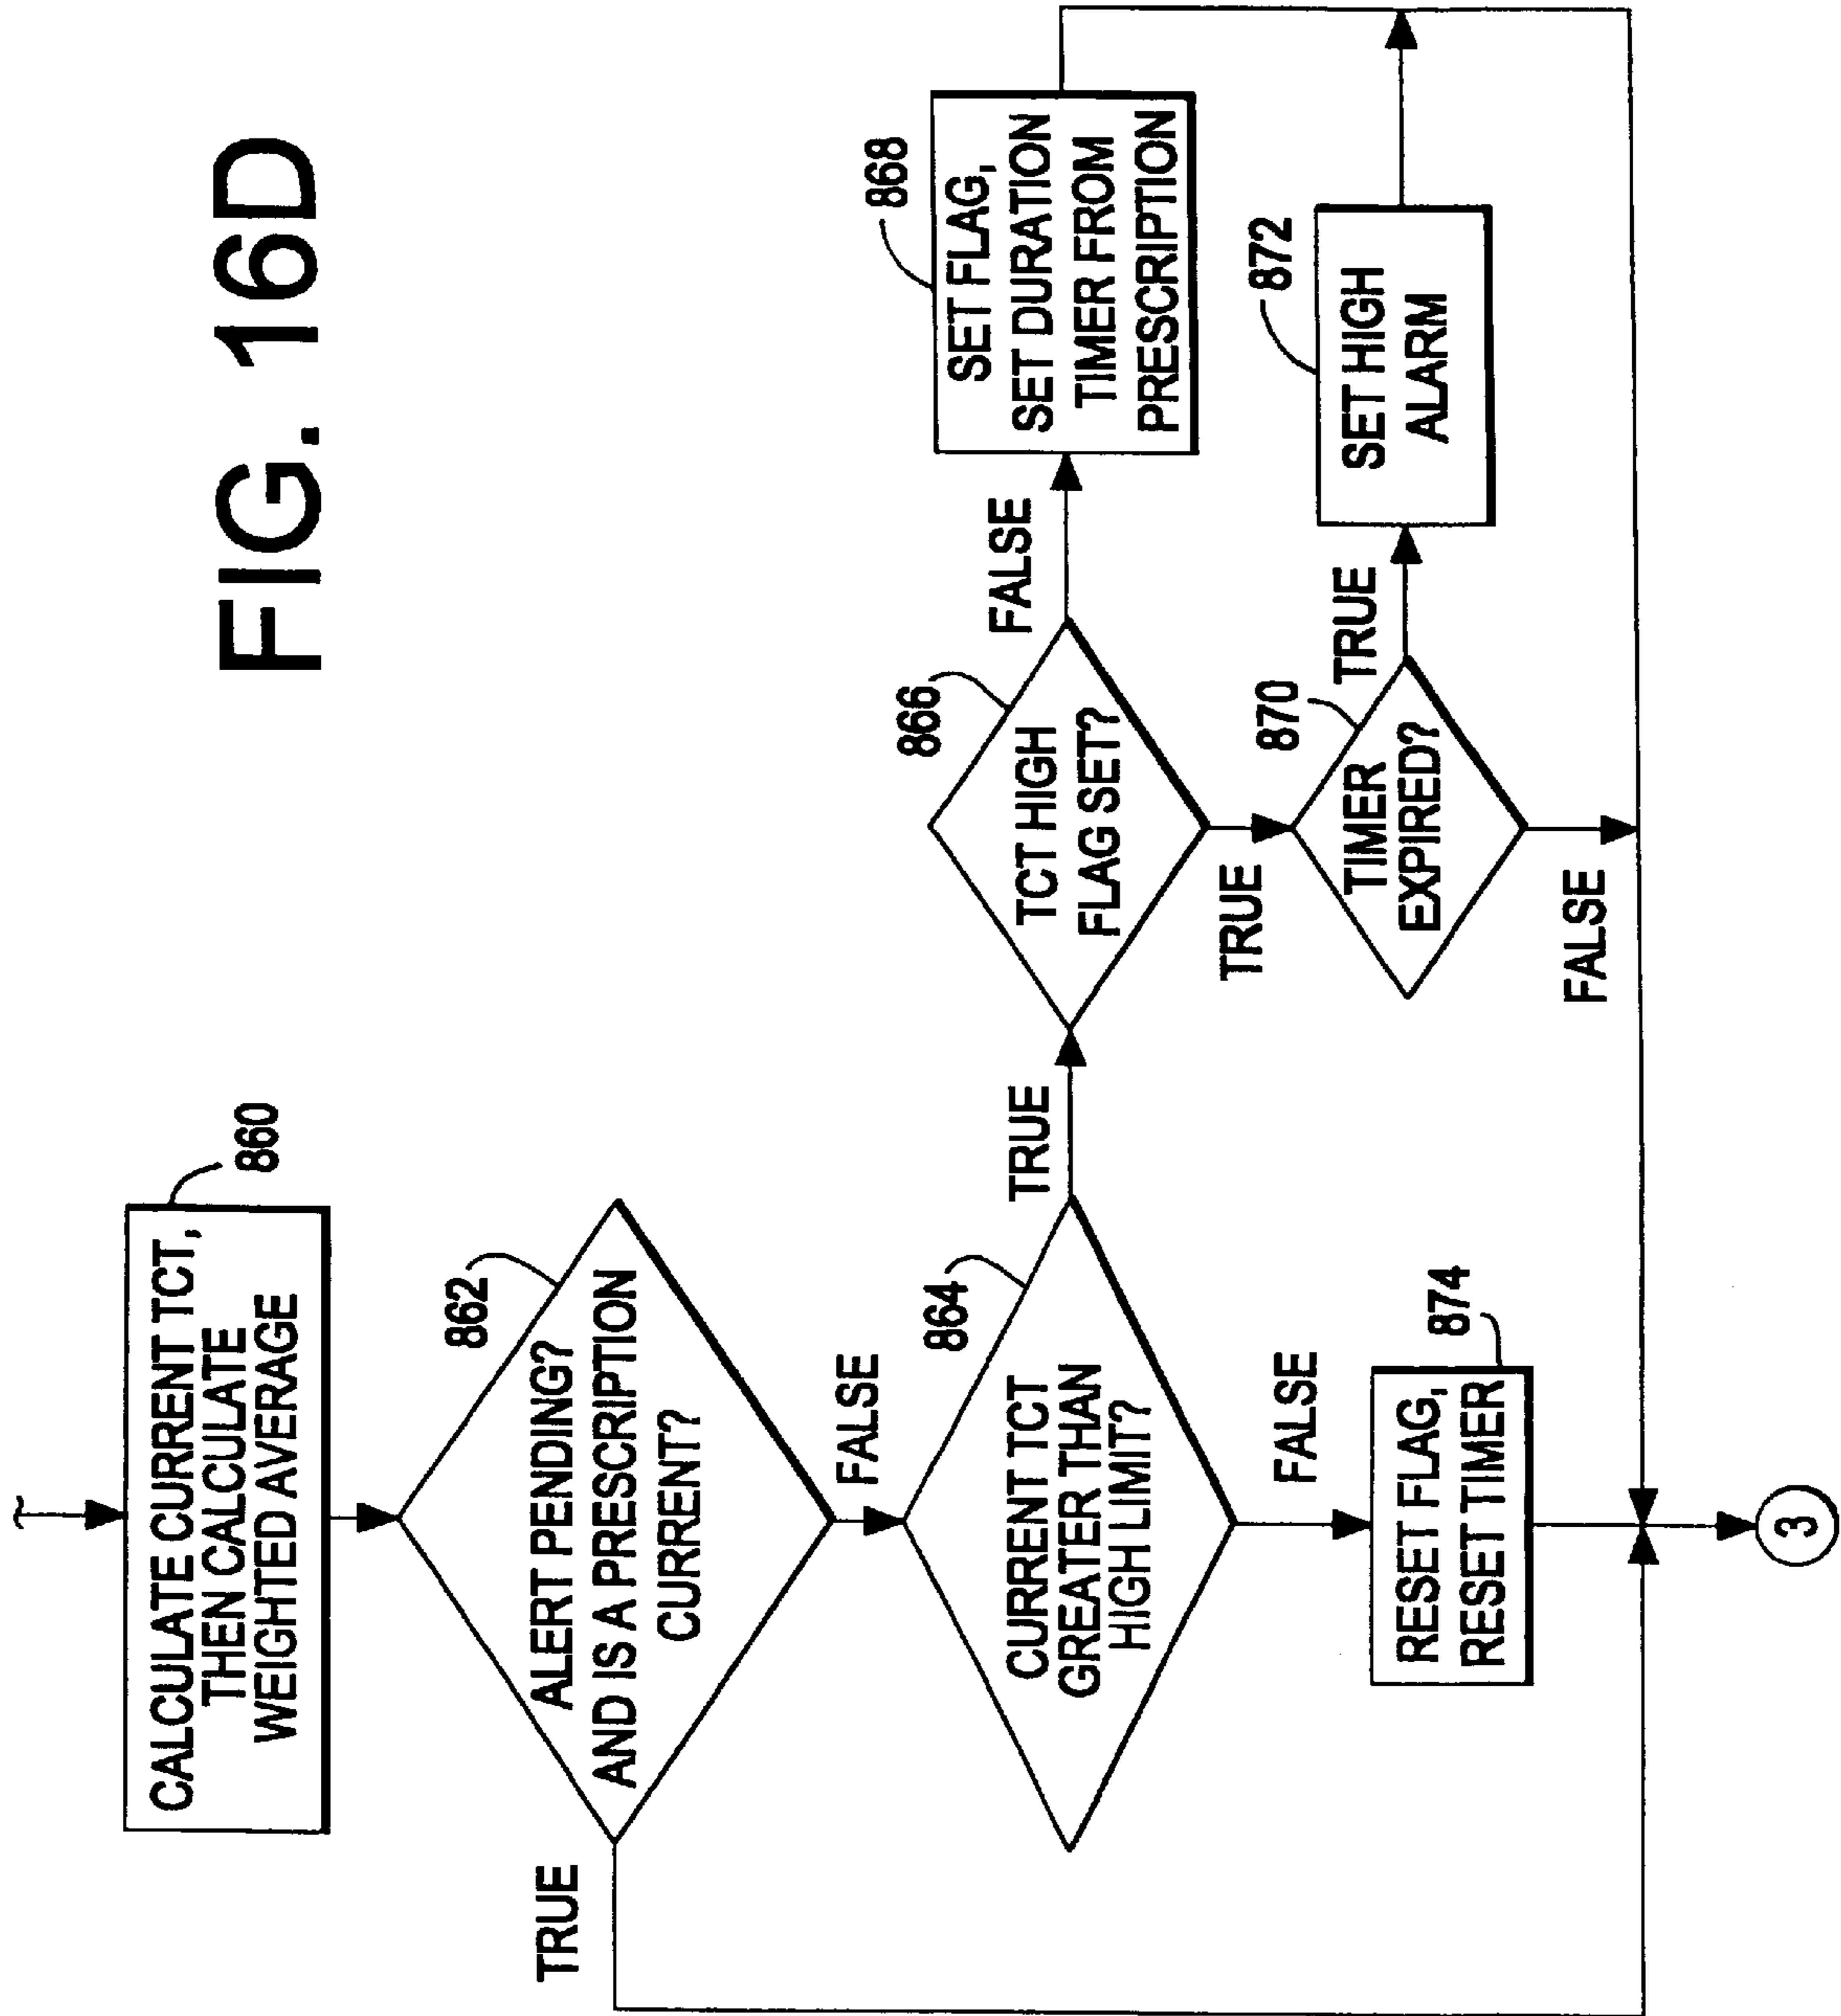 FIG. 16D
CALCULATE CURRENT TCT,
THEN CALCULATE
WEIGHTED AVERAGE
860
ALERT PENDING?
AND IS A PRESCRIPTION
CURRENT?
862
TRUE
FALSE
CURRENT TCT
GREATER THAN
HIGH LIMIT?
864
TRUE
FALSE
TCT HIGH
FLAG SET?
866
FALSE
TRUE
SET FLAG,
SET DURATION
TIMER FROM
PRESCRIPTION
868
TIMER
EXPIRED?
870
TRUE
FALSE
SET HIGH
ALARM
872
RESET FLAG,
RESET TIMER
874
3